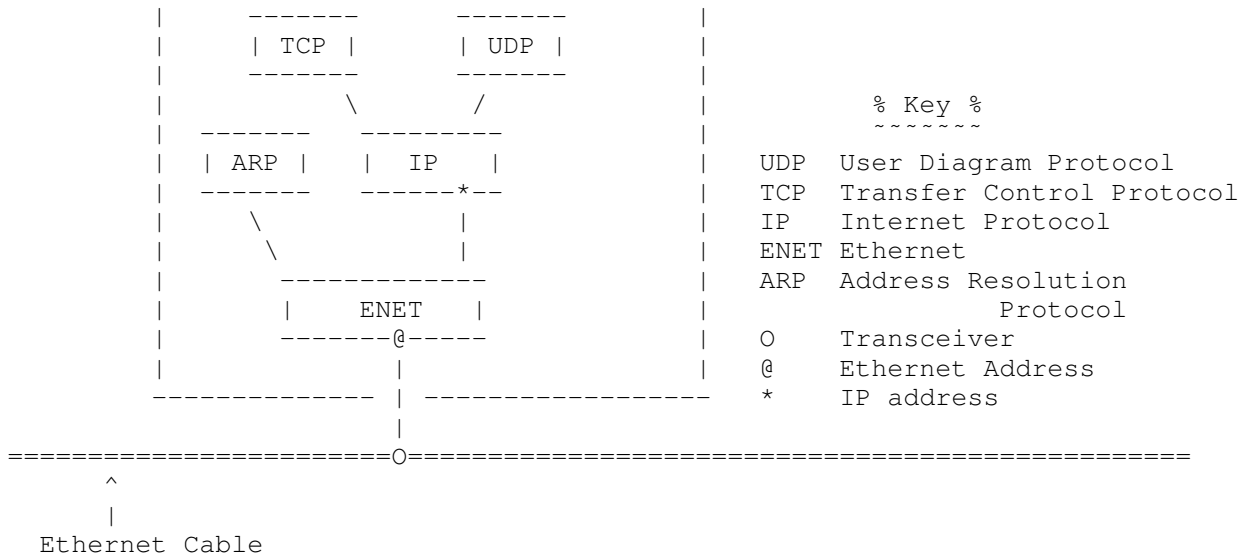 TCP UDP
% Key %
~~~~~~~
ARP IP UDP User Diagram Protocol
* TCP Transfer Control Protocol
IP Internet Protocol
ENET Ethernet
ARP Address Resolution
ENET Protocol
@ O Transceiver
@ Ethernet Address
* IP address
O
^
Ethernet Cable